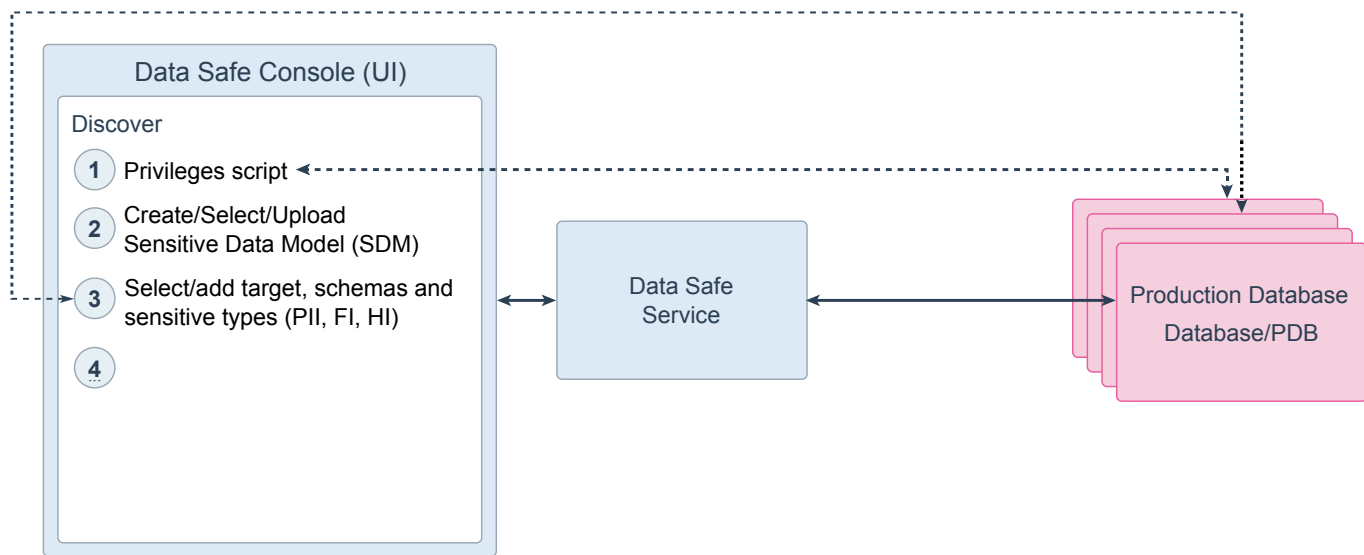 Data Safe Console (UI)
Discover
1 Privileges script
2 Create/Select/Upload
Sensitive Data Model (SDM)
3 Select/add target, schemas and
sensitive types (PII, FI, HI)
4
Data Safe
Service
Production Database
Database/PDB